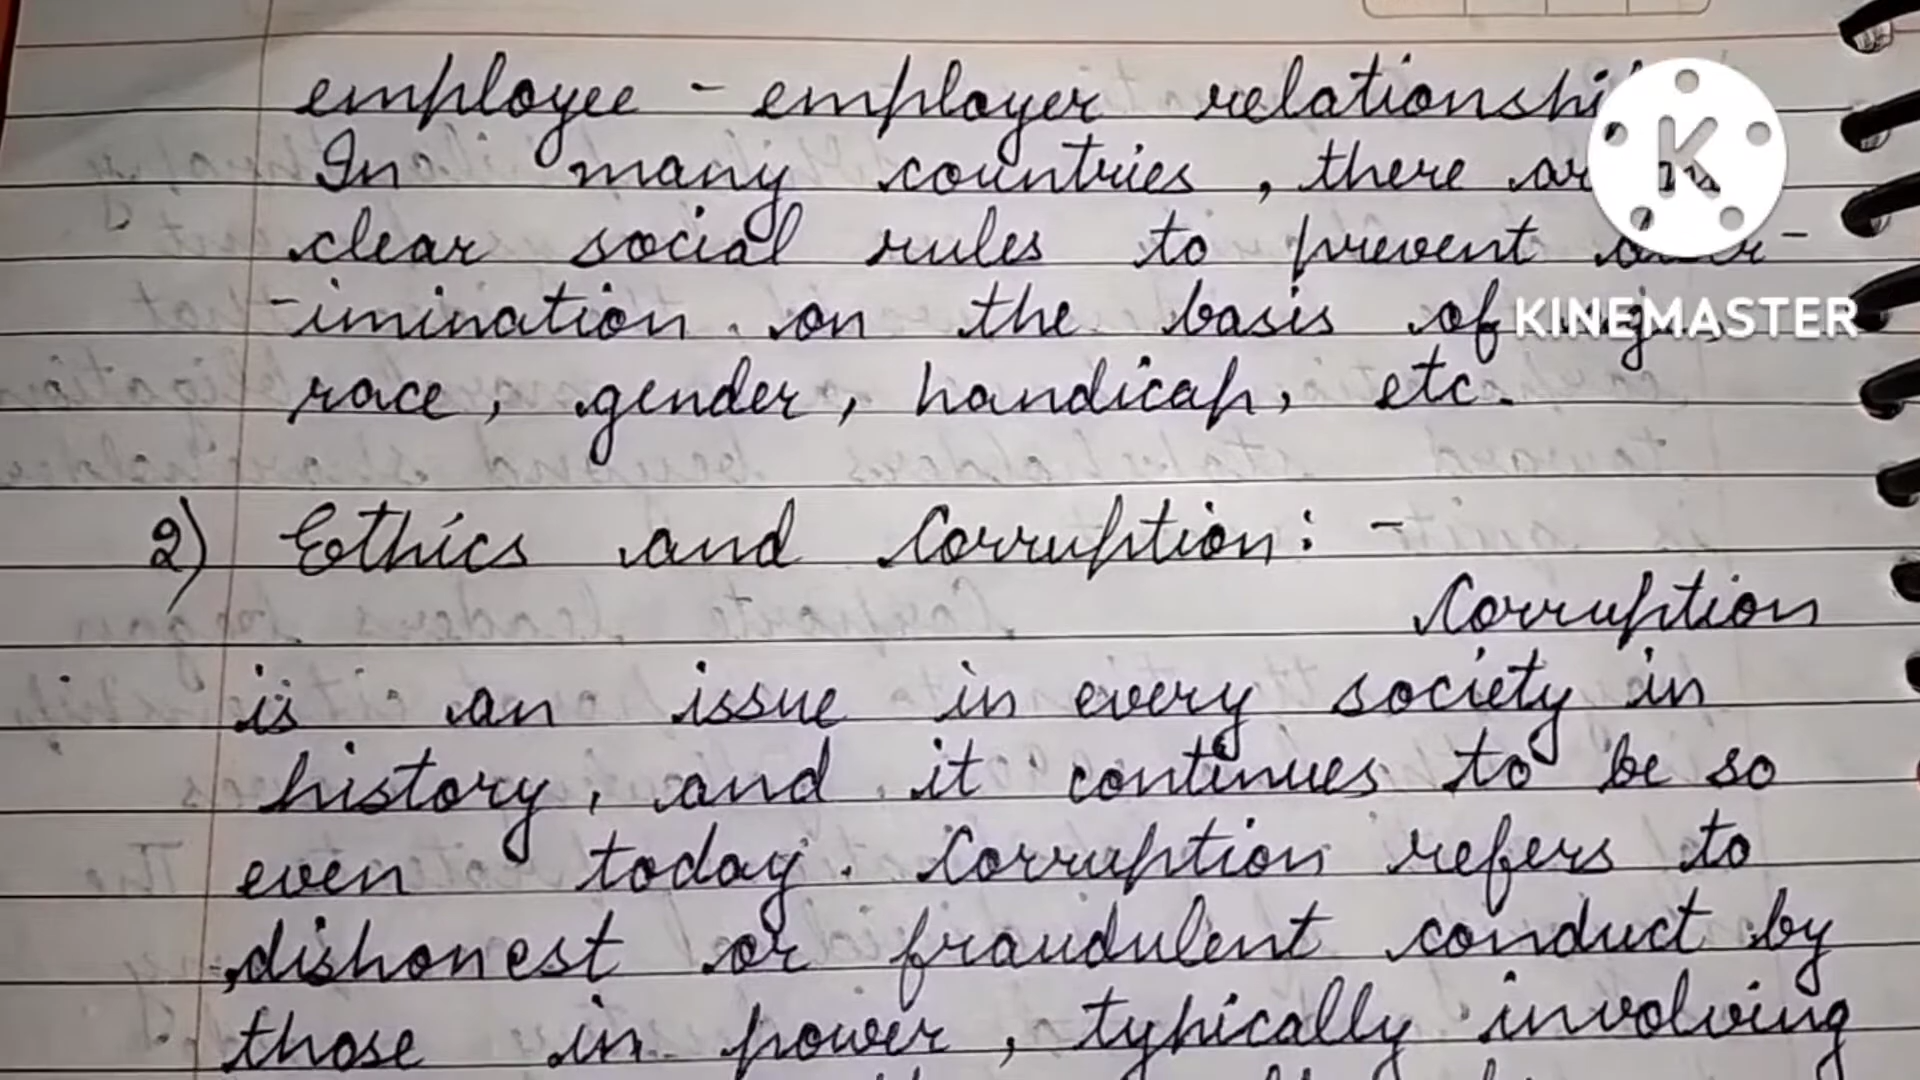 employee - employer relationshi
In many countries, there are no
clear social rules to prevent
-imination on the basis of
race, gender, handicap, etc.
2) Ethics and Corruption: -
Corruption
is an issue in every society in
history, and it continues to be so
even today. Corruption refers to
dishonest or fraudulent conduct by
those in power, typically involving
K
KINEMASTER